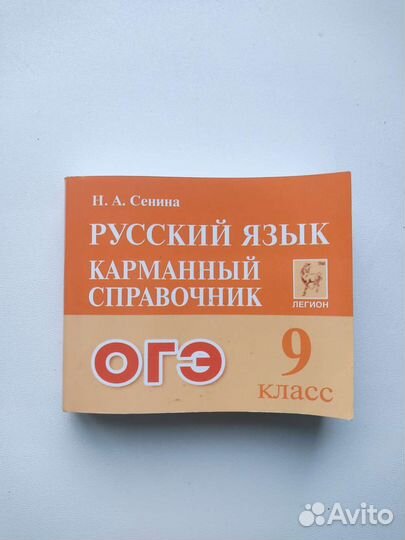 Н. А. Сенина
РУССКИЙ ЯЗЫК
КАРМАННЫЙ
СПРАВОЧНИК
ЛЕГИОН
ОГЭ
9
класс
Avito